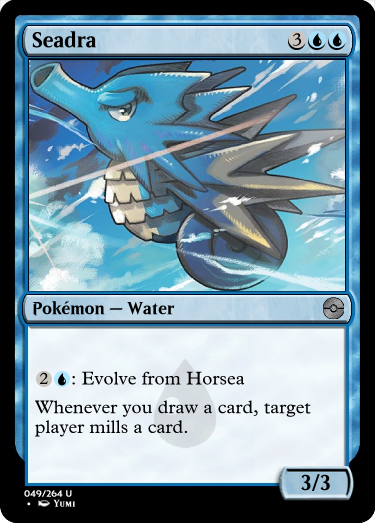 Seadra 3
Pokémon — Water
2 : Evolve from Horsea
Whenever you draw a card, target
player mills a card.
3/3
049/264 U
• Yumi